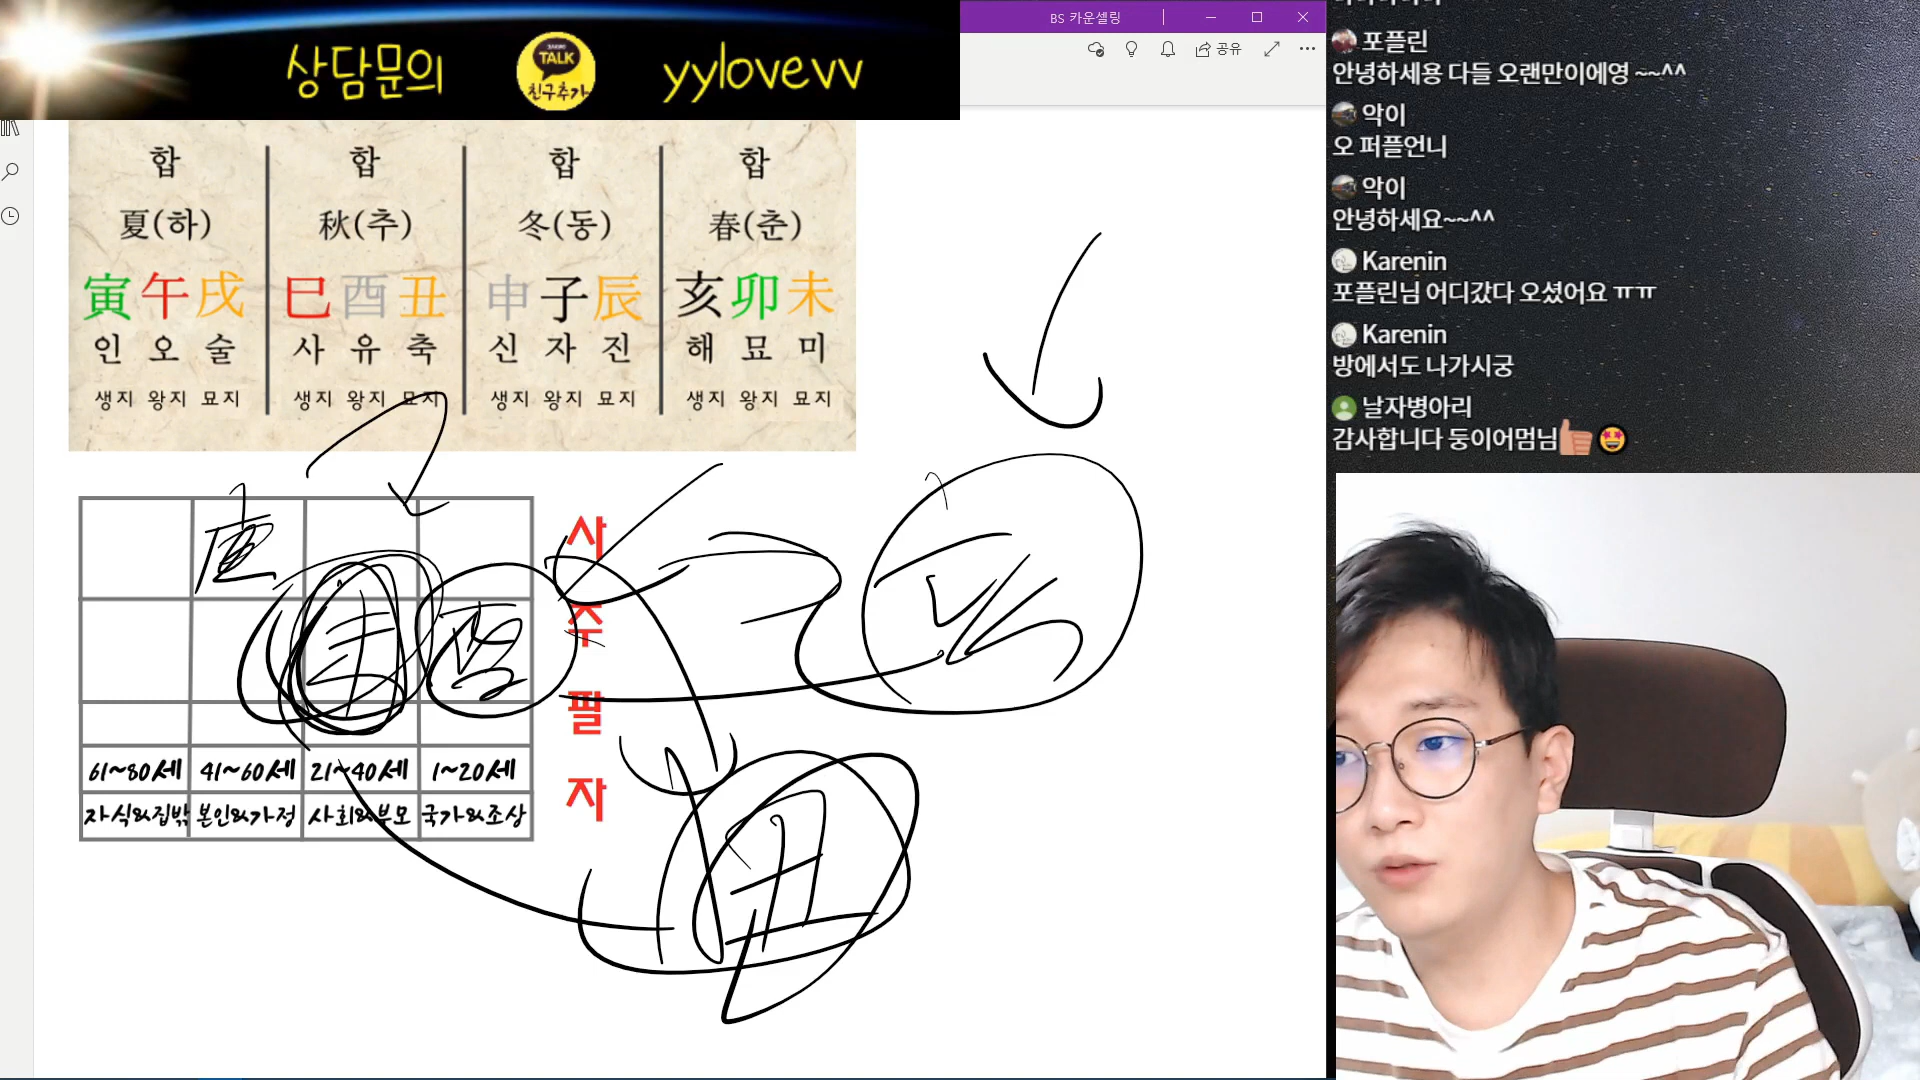 상담문의
TALK
친구추가
yylovevv
BS 카운셀링
공유
합 합 합 합
夏(하) 秋(추) 冬(동) 春(춘)
寅午戌 巳酉丑 申子辰 亥卯未
인 오 술 사 유 축 신 자 진 해 묘 미
생지 왕지 묘지 생지 왕지 묘지 생지 왕지 묘지 생지 왕지 묘지
사
주
팔
자
丑
61~80세 41~60세 21~40세 1~20세
자식&집밖 본인&가정 사회&부모 국가&조상
포플린
안녕하세용 다들 오랜만이에영 ~~^^
악이
오 퍼플언니
악이
안녕하세요~~^^
Karenin
포플린님 어디갔다 오셨어요 ㅠㅠ
Karenin
방에서도 나가시궁
날자병아리
감사합니다 둥이어멈님